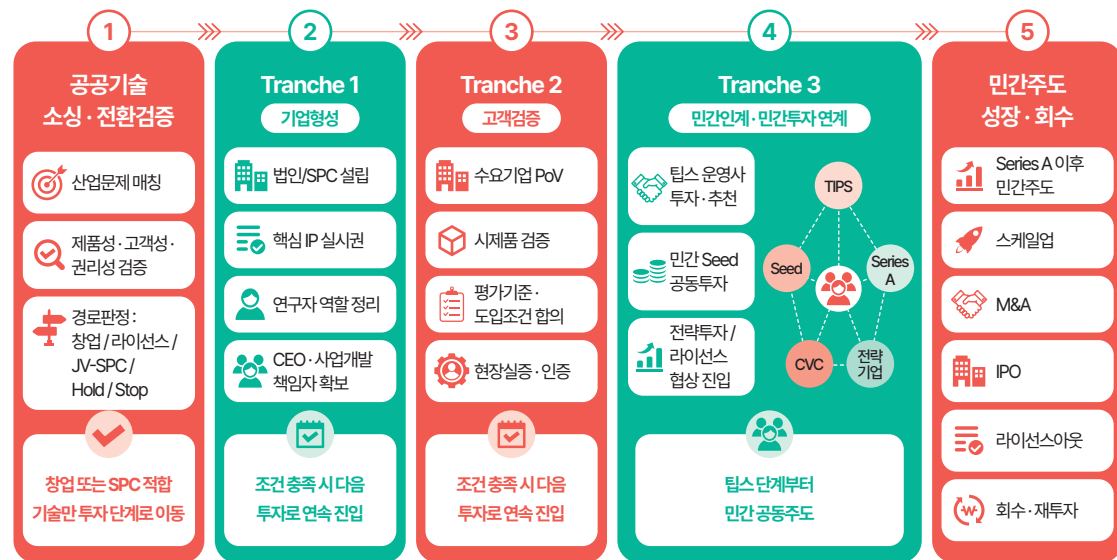 1
공공기술
소싱·전환검증
산업문제 매칭
제품성·고객성·
권리성 검증
경로판정 :
창업 / 라이선스 /
JV-SPC /
Hold / Stop
창업 또는 SPC 적합
기술만 투자 단계로 이동
2
Tranche 1
기업형성
법인/SPC 설립
핵심 IP 실시권
연구자 역할 정리
CEO·사업개발
책임자 확보
조건 충족 시 다음
투자로 연속 진입
3
Tranche 2
고객검증
수요기업 PoV
시제품 검증
평가기준·
도입조건 합의
현장실증·인증
조건 충족 시 다음
투자로 연속 진입
4
Tranche 3
민간인계·민간투자 연계
팁스 운영사
투자·추천
민간 Seed
공동투자
전략투자 /
라이선스
협상 진입
TIPS
Seed
Series
A
CVC
전략
기업
팁스 단계부터
민간 공동주도
5
민간주도
성장·회수
Series A 이후
민간주도
스케일업
M&A
IPO
라이선스아웃
₩
회수·재투자